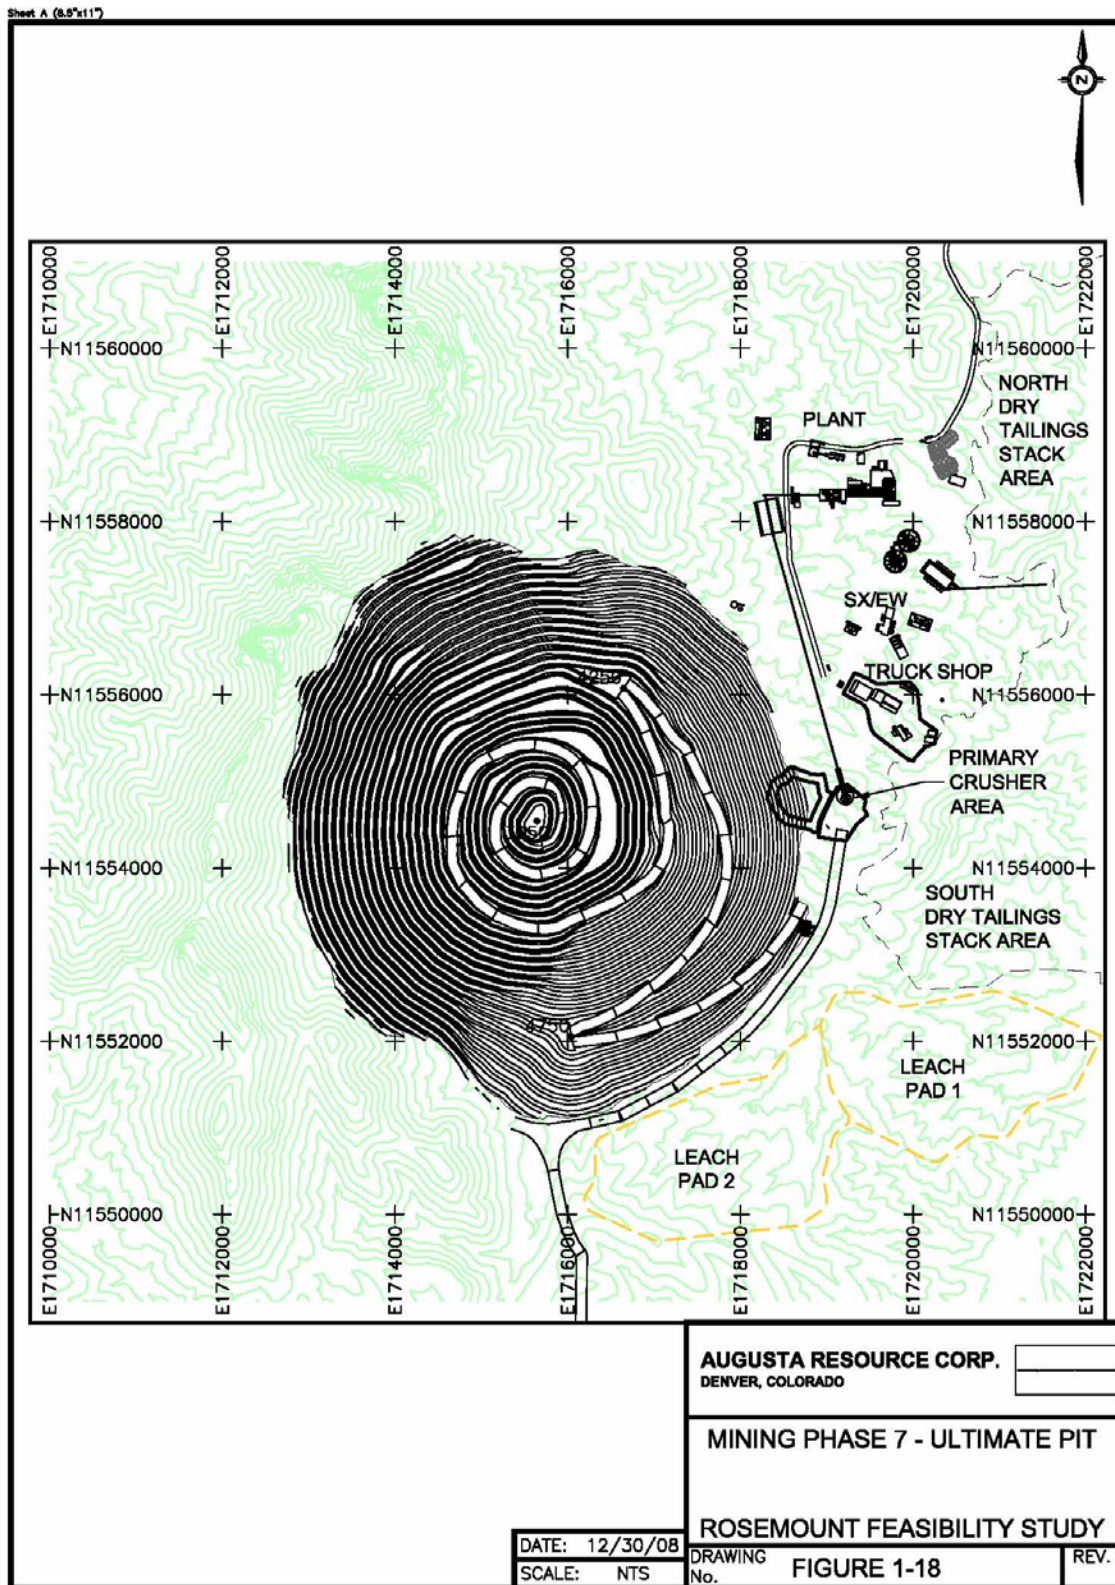 Sheet A (8.5"x11")
N
E1710000
E1712000
E1714000
E1716000
E1718000
E1720000
E1722000
N11560000
N11560000
NORTH
DRY
TAILINGS
STACK
AREA
PLANT
N11558000
N11558000
SX/EW
TRUCK SHOP
4250
N11556000
N11556000
PRIMARY
CRUSHER
AREA
N11554000
N11554000
SOUTH
DRY TAILINGS
STACK AREA
4750
N11552000
N11552000
LEACH
PAD 1
LEACH
PAD 2
N11550000
N11550000
E1710000
E1712000
E1714000
E1716000
E1718000
E1720000
E1722000
AUGUSTA RESOURCE CORP.
DENVER, COLORADO
MINING PHASE 7 - ULTIMATE PIT
ROSEMOUNT FEASIBILITY STUDY
DATE: 12/30/08
SCALE: NTS
DRAWING No. FIGURE 1-18
REV.